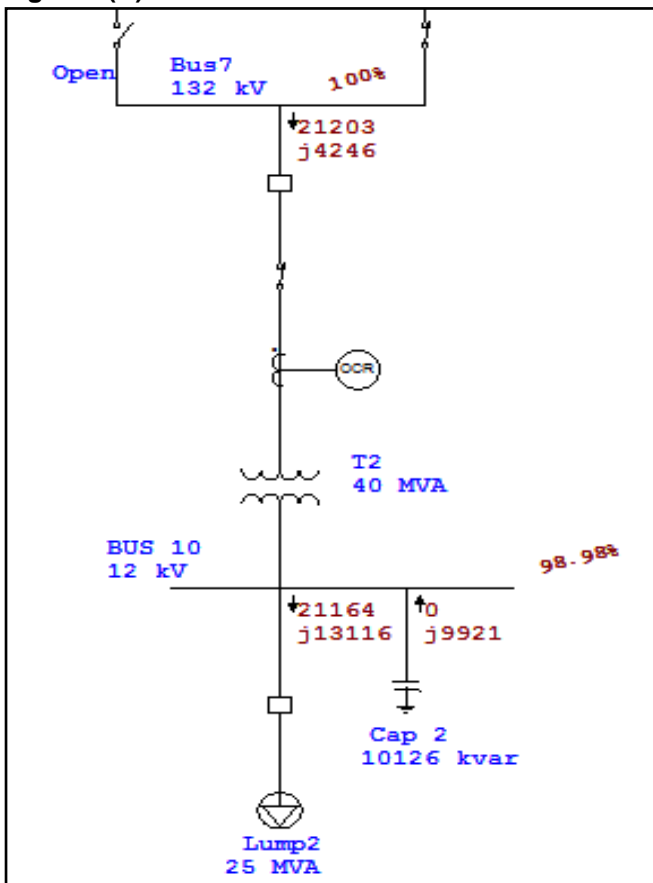 Open
Bus7
132 kV
100%
21203
j4246
OCR
T2
40 MVA
BUS 10
12 kV
98.98%
21164
j13116
0
j9921
Cap 2
10126 kvar
Lump2
25 MVA